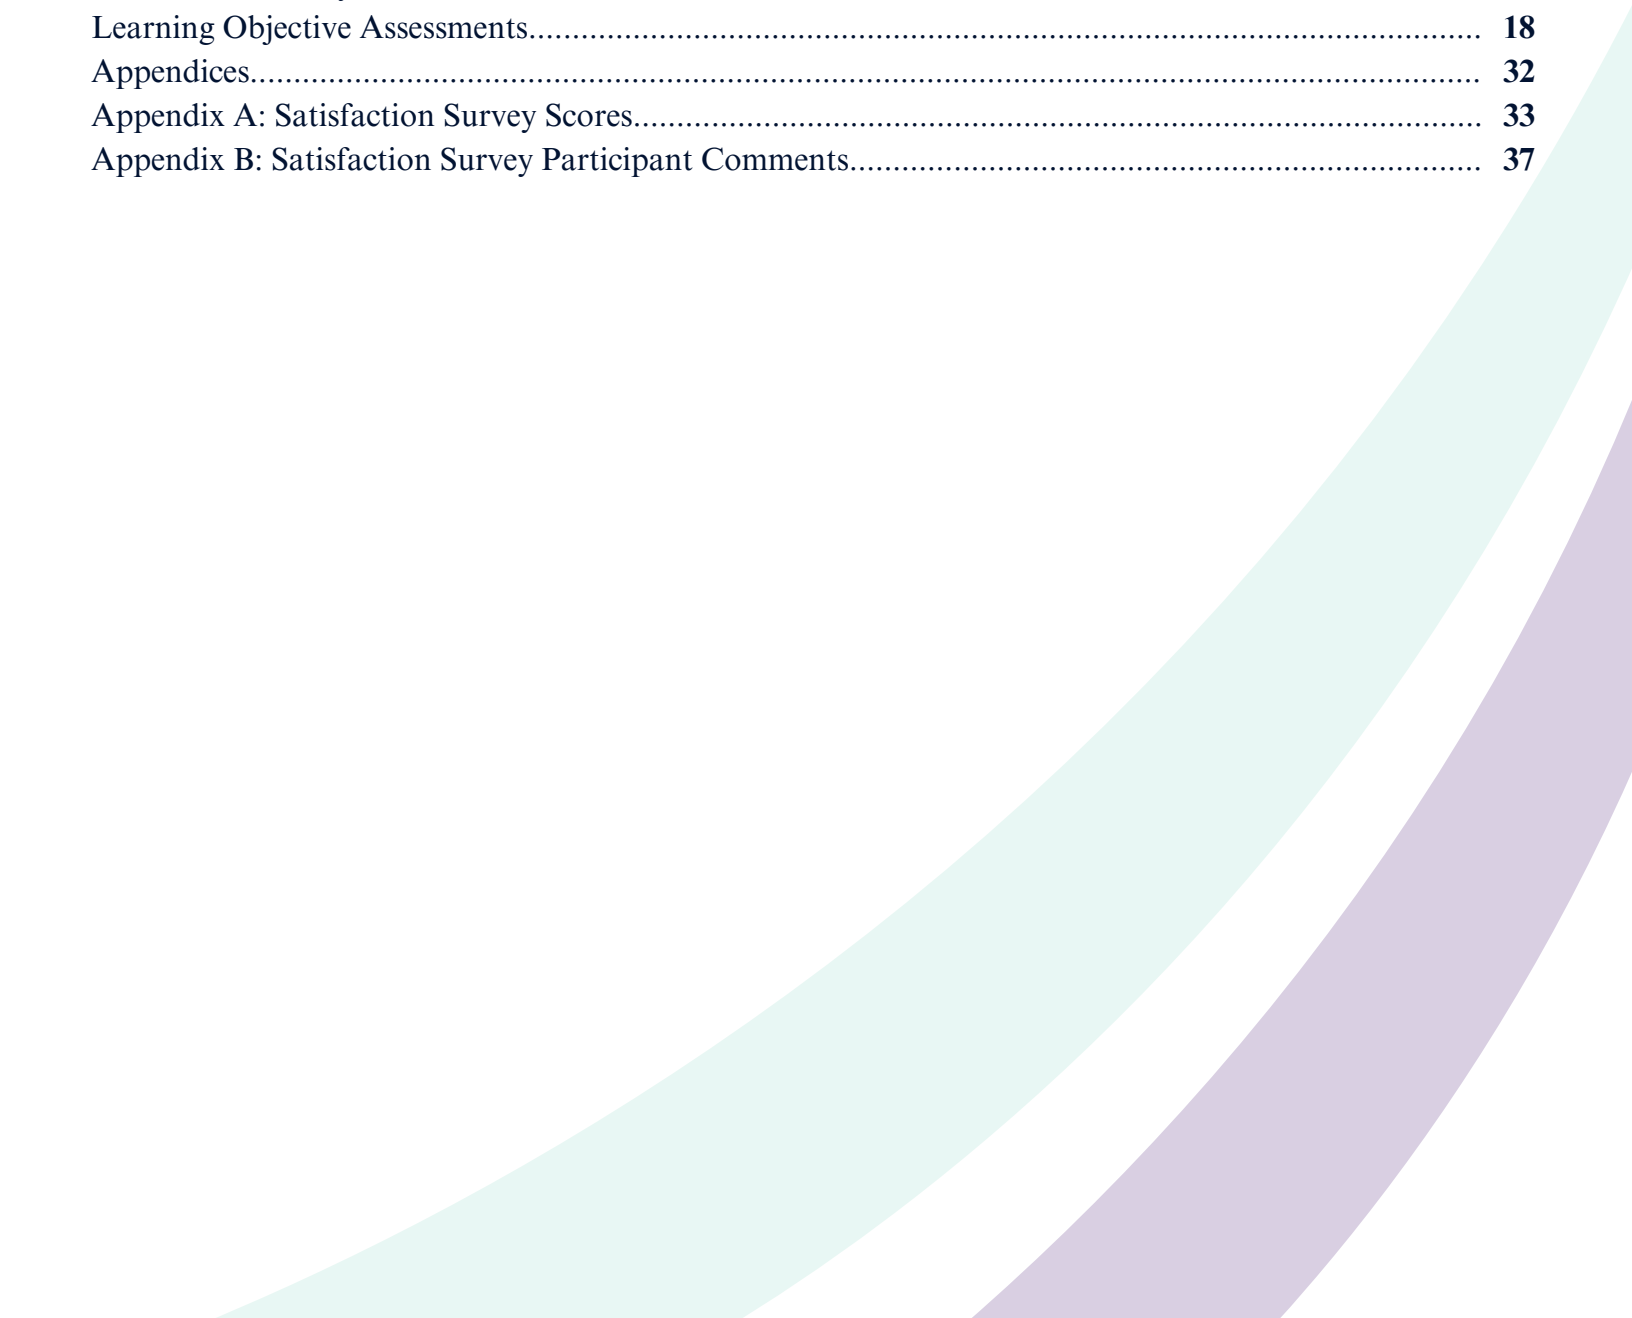 Learning Objective Assessments.............................................................................................................. 18
Appendices............................................................................................................................................. 32
Appendix A: Satisfaction Survey Scores................................................................................................. 33
Appendix B: Satisfaction Survey Participant Comments........................................................................ 37